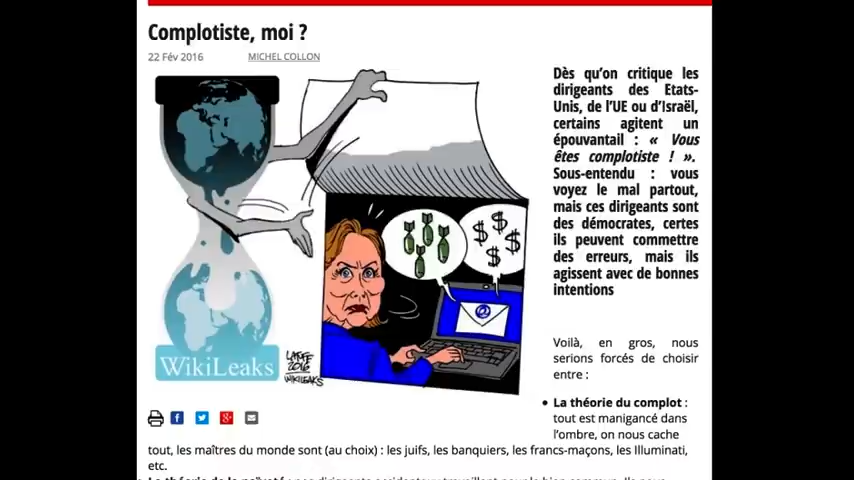 Complotiste, moi ?
22 Fév 2016
MICHEL COLLON
Dès qu'on critique les
dirigeants des Etats-
Unis, de l'UE ou d'Israël,
certains agitent un
épouvantail : « Vous
êtes complotiste ! ».
Sous-entendu : vous
voyez le mal partout,
mais ces dirigeants sont
des démocrates, certes
ils peuvent commettre
des erreurs, mais ils
agissent avec de bonnes
intentions
$ $ $ $
@
WikiLeaks
LATUFF
2016
WIKILEAKS
Voilà, en gros, nous
serions forcés de choisir
entre :
• La théorie du complot :
tout est manigancé dans
l'ombre, on nous cache
tout, les maîtres du monde sont (au choix) : les juifs, les banquiers, les francs-maçons, les Illuminati,
etc.